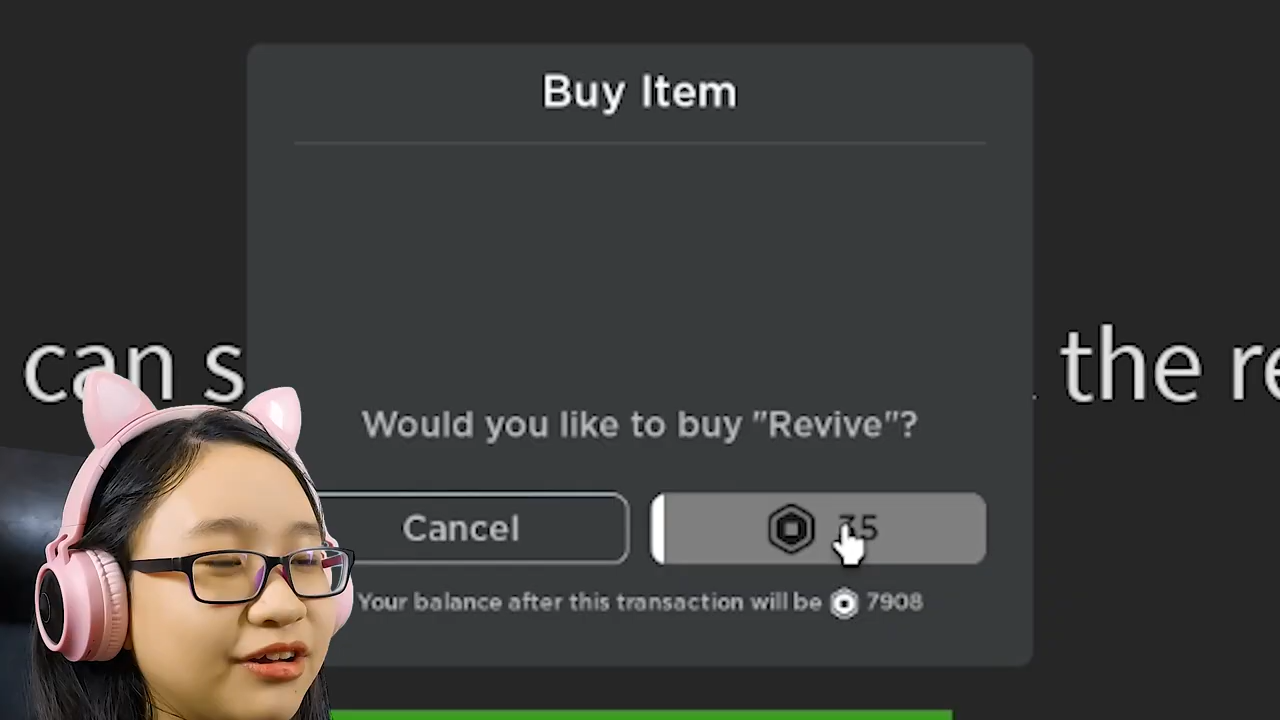 Buy Item
can s
the re
Would you like to buy "Revive"?
Cancel
35
Your balance after this transaction will be 7908